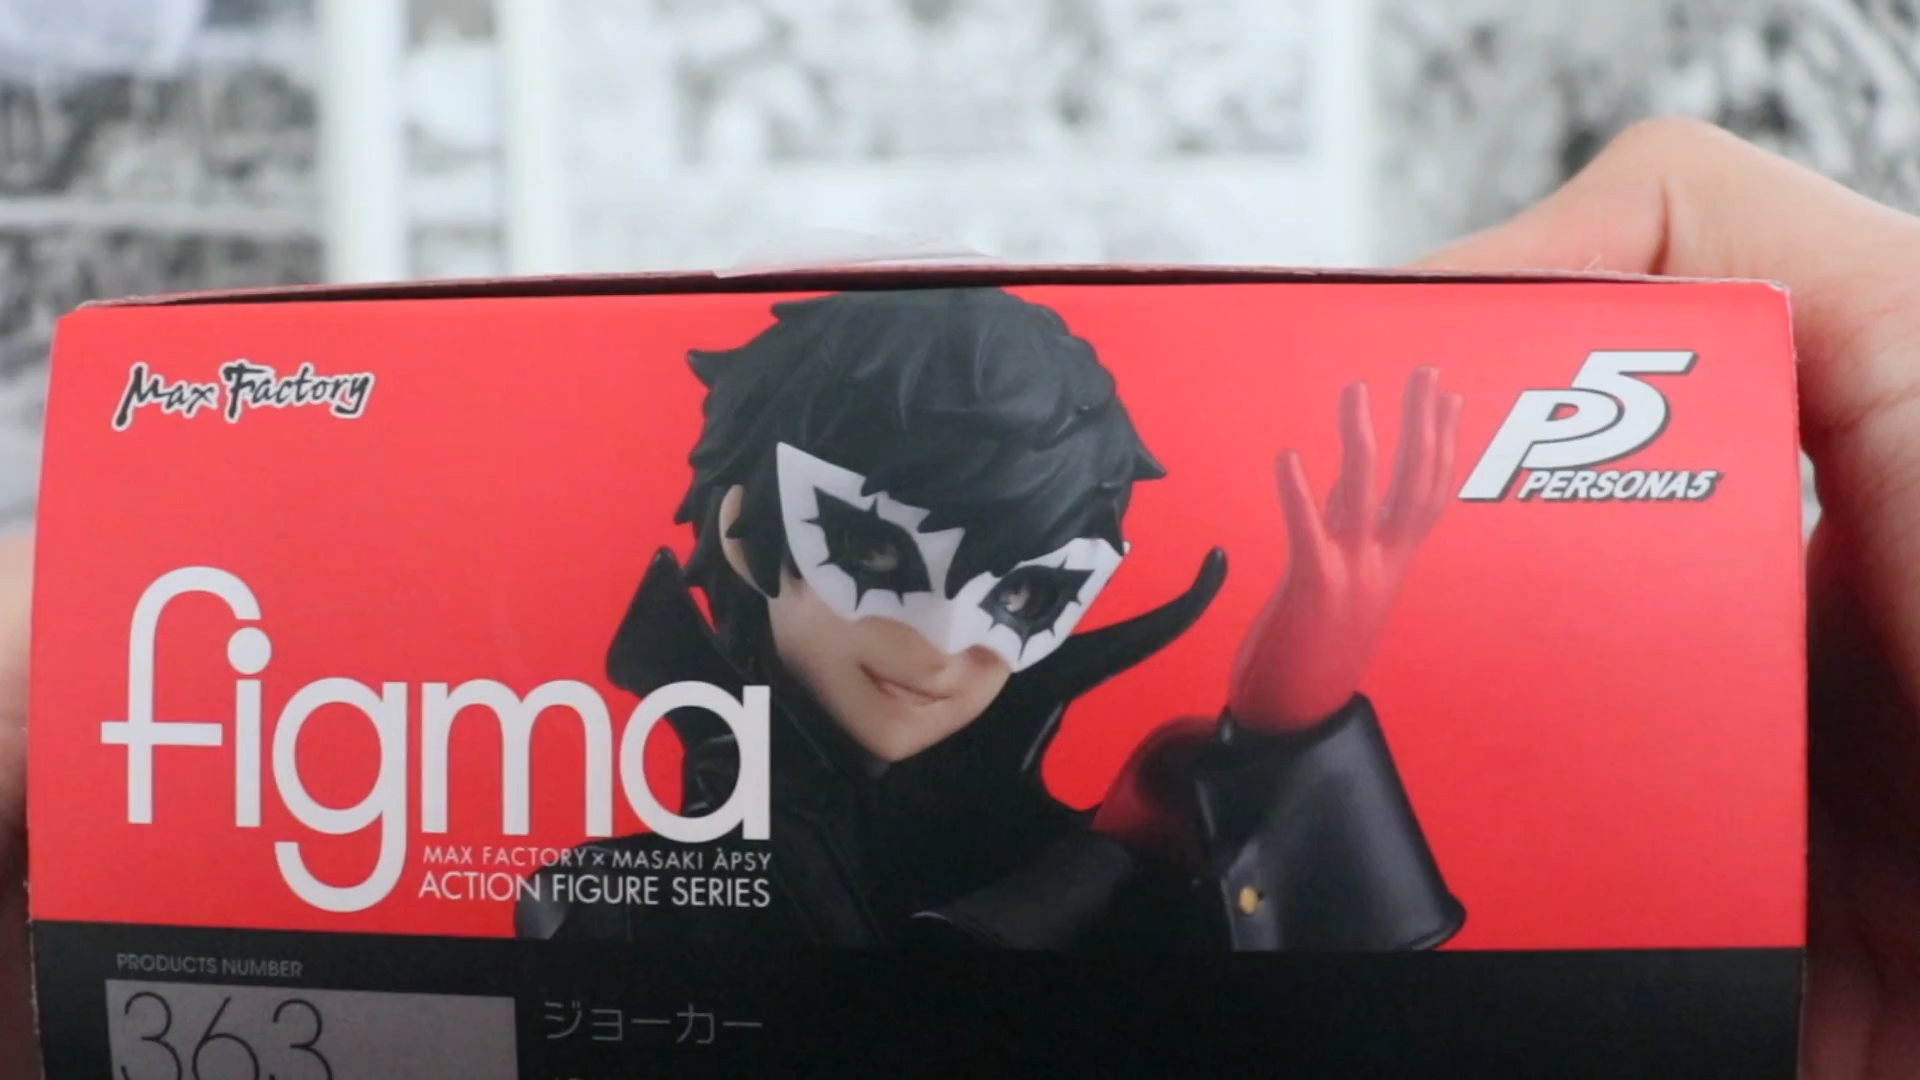 Max Factory
P5
PERSONA5
figma
MAX FACTORY × MASAKI ÀPSY
ACTION FIGURE SERIES
PRODUCTS NUMBER
363
ジョーカー